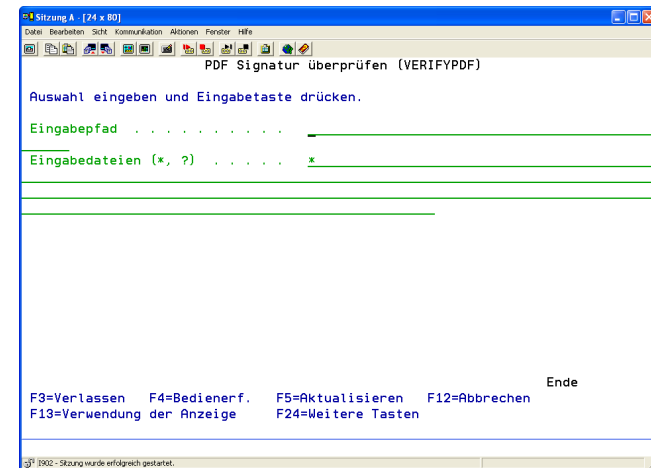 Sitzung A - [24 x 80]
Datei Bearbeiten Sicht Kommunikation Aktionen Fenster Hilfe
PDF Signatur überprüfen (VERIFYPDF)
Auswahl eingeben und Eingabetaste drücken.
Eingabepfad . . . . . . . . . .
Eingabedateien (*, ?) . . . . . *
Ende
F3=Verlassen F4=Bedienerf. F5=Aktualisieren F12=Abbrechen
F13=Verwendung der Anzeige F24=Weitere Tasten
I902 - Sitzung wurde erfolgreich gestartet.